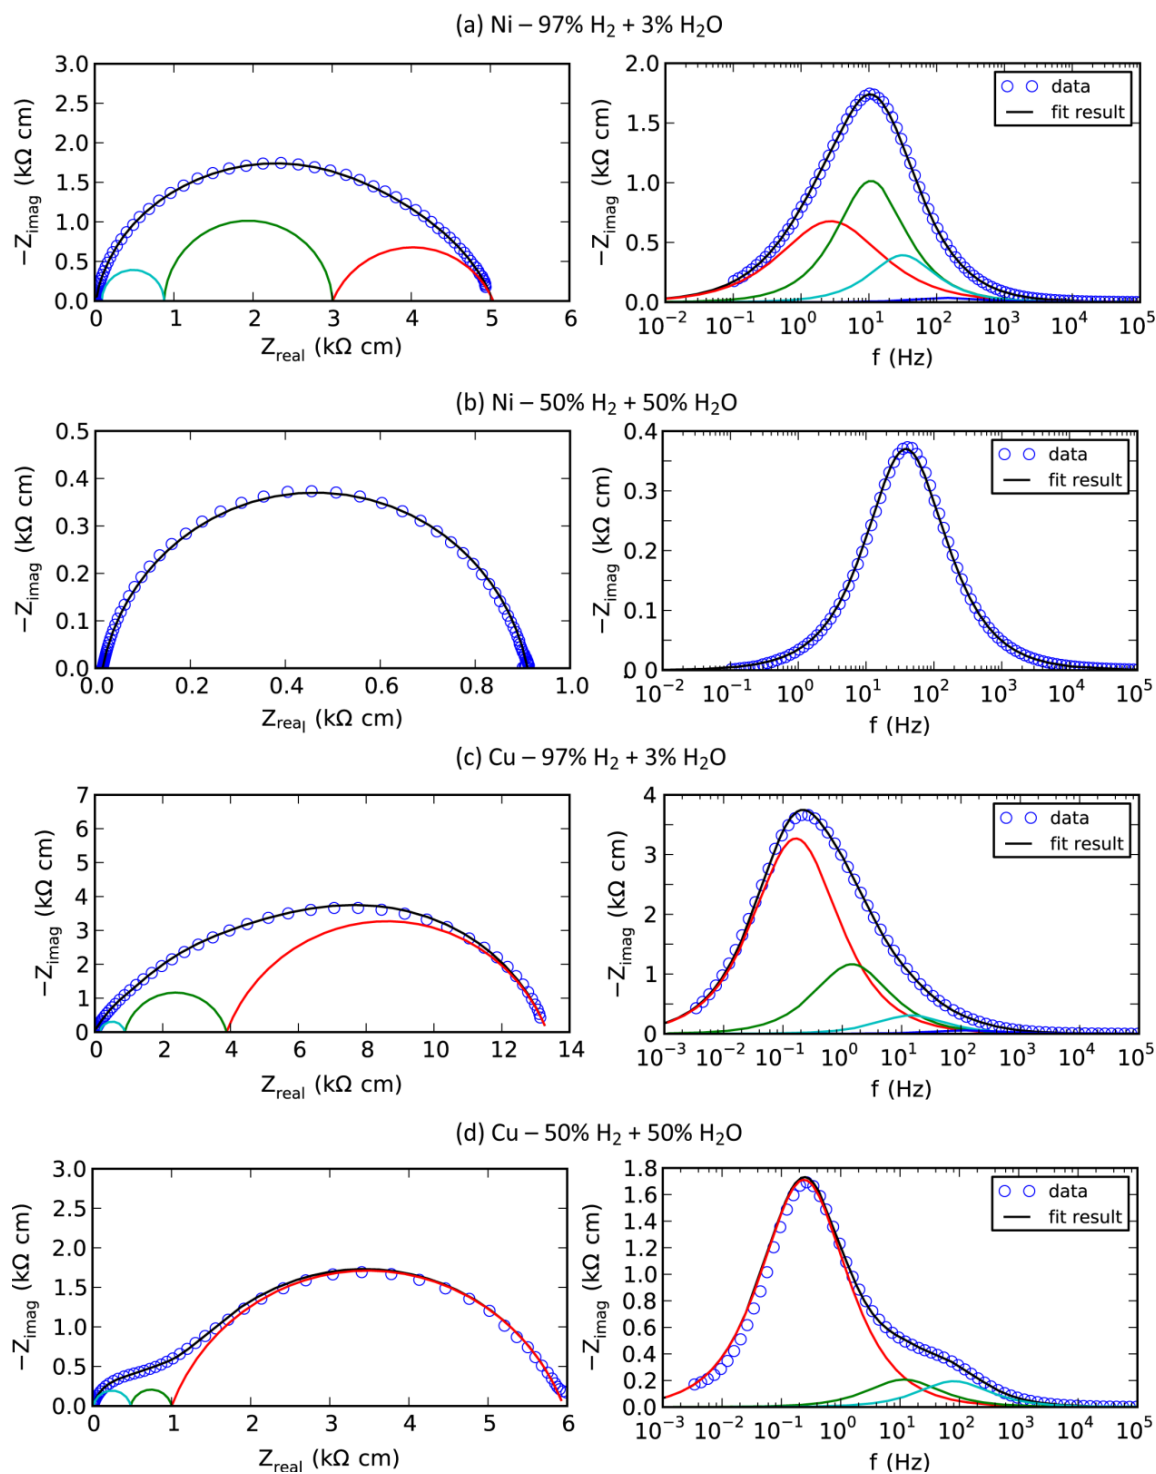 (a) Ni – 97% H₂ + 3% H₂O
3.0
2.5
2.0
1.5
1.0
0.5
0.0
−Z_imag (kΩ cm)
0 1 2 3 4 5 6
Z_real (kΩ cm)
2.0
1.5
1.0
0.5
0.0
−Z_imag (kΩ cm)
data
fit result
10⁻² 10⁻¹ 10⁰ 10¹ 10² 10³ 10⁴ 10⁵
f (Hz)
(b) Ni – 50% H₂ + 50% H₂O
0.5
0.4
0.3
0.2
0.1
0.0
−Z_imag (kΩ cm)
0.0 0.2 0.4 0.6 0.8 1.0
Z_real (kΩ cm)
0.4
0.3
0.2
0.1
0.0
−Z_imag (kΩ cm)
data
fit result
10⁻² 10⁻¹ 10⁰ 10¹ 10² 10³ 10⁴ 10⁵
f (Hz)
(c) Cu – 97% H₂ + 3% H₂O
7
6
5
4
3
2
1
0
−Z_imag (kΩ cm)
0 2 4 6 8 10 12 14
Z_real (kΩ cm)
4
3
2
1
0
−Z_imag (kΩ cm)
data
fit result
10⁻³ 10⁻² 10⁻¹ 10⁰ 10¹ 10² 10³ 10⁴ 10⁵
f (Hz)
(d) Cu – 50% H₂ + 50% H₂O
3.0
2.5
2.0
1.5
1.0
0.5
0.0
−Z_imag (kΩ cm)
0 1 2 3 4 5 6
Z_real (kΩ cm)
1.8
1.6
1.4
1.2
1.0
0.8
0.6
0.4
0.2
0.0
−Z_imag (kΩ cm)
data
fit result
10⁻³ 10⁻² 10⁻¹ 10⁰ 10¹ 10² 10³ 10⁴ 10⁵
f (Hz)